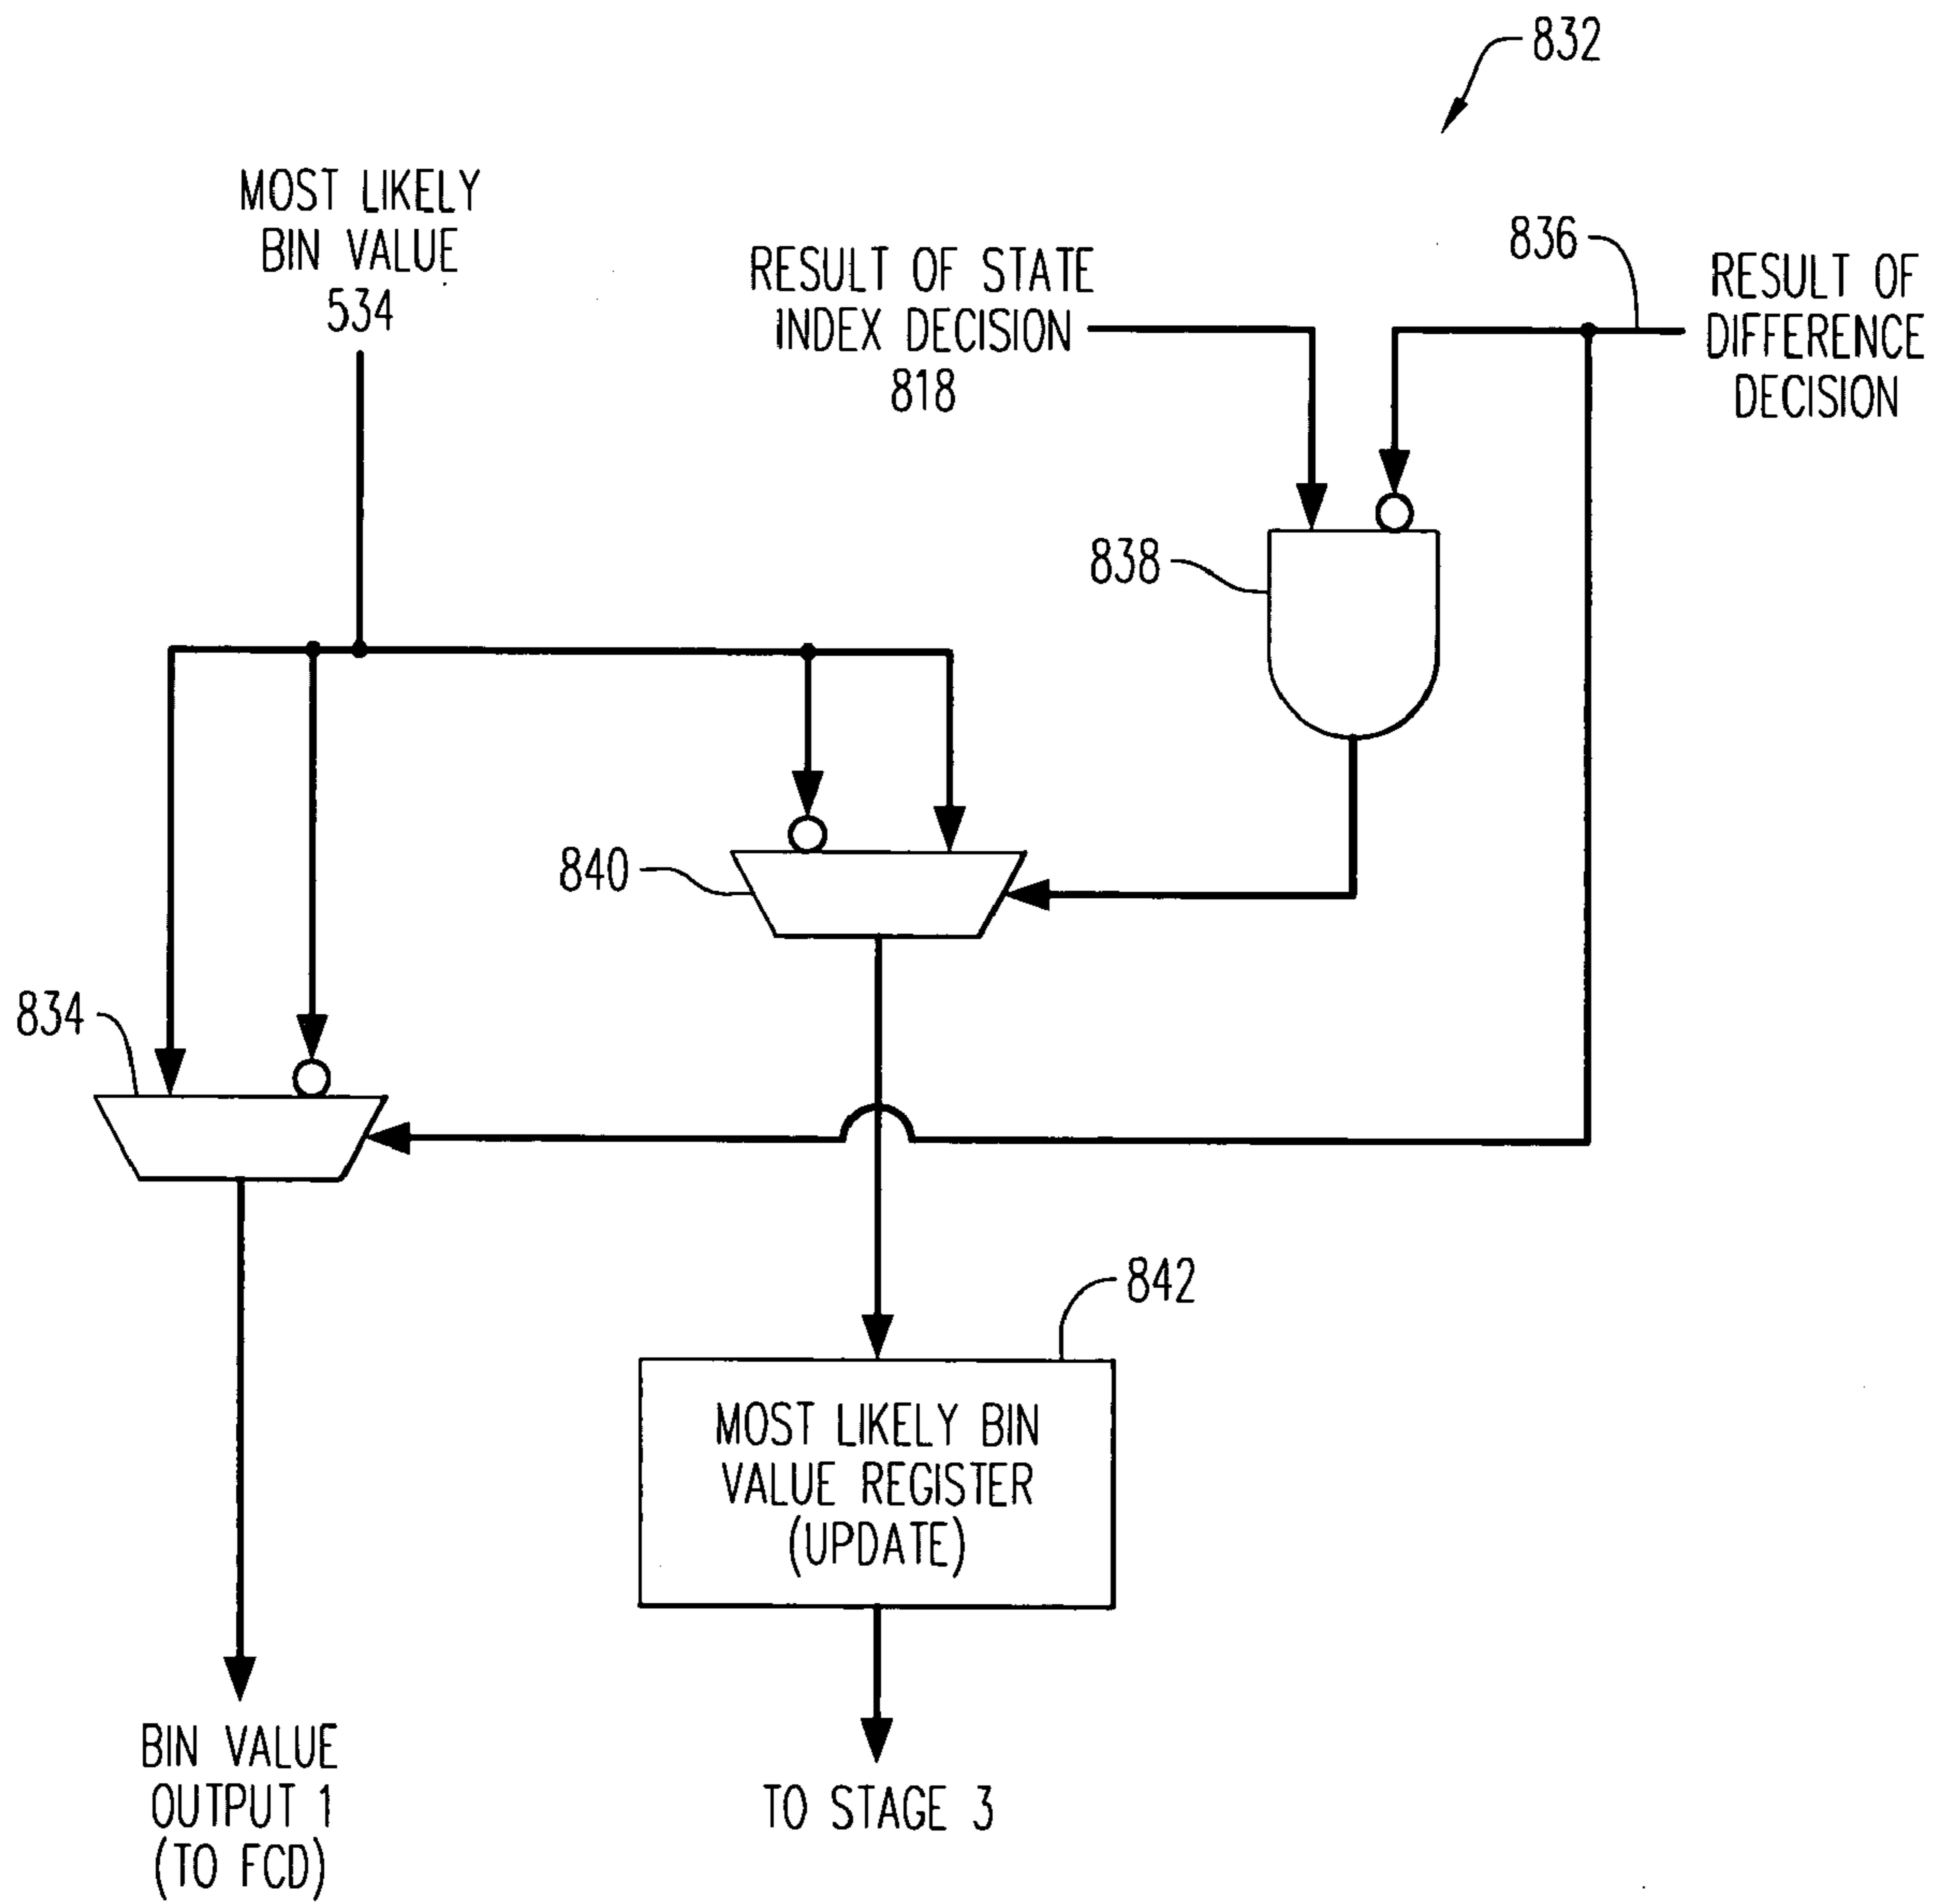 832
MOST LIKELY
BIN VALUE
534
RESULT OF STATE
INDEX DECISION
818
836
RESULT OF
DIFFERENCE
DECISION
838
840
834
842
MOST LIKELY BIN
VALUE REGISTER
(UPDATE)
BIN VALUE
OUTPUT 1
(TO FCD)
TO STAGE 3